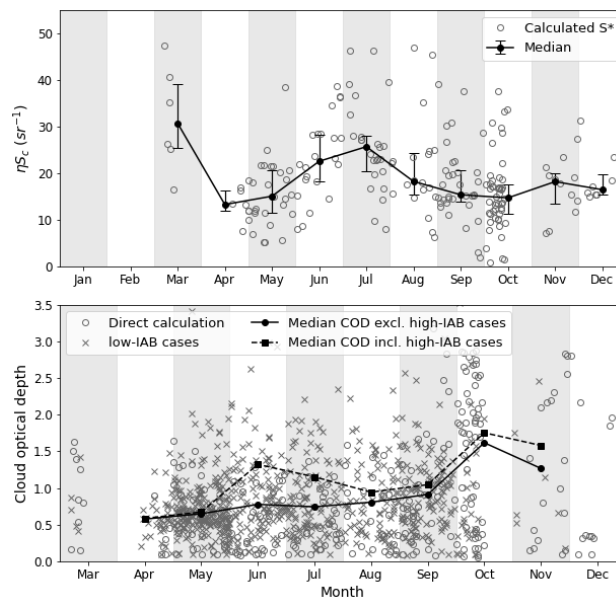 50
40
30
20
10
0
ηS_c (sr⁻¹)
Calculated S*
Median
Jan Feb Mar Apr May Jun Jul Aug Sep Oct Nov Dec
3.5
3.0
2.5
2.0
1.5
1.0
0.5
0.0
Cloud optical depth
Direct calculation
low-IAB cases
Median COD excl. high-IAB cases
Median COD incl. high-IAB cases
Mar Apr May Jun Jul Aug Sep Oct Nov Dec
Month